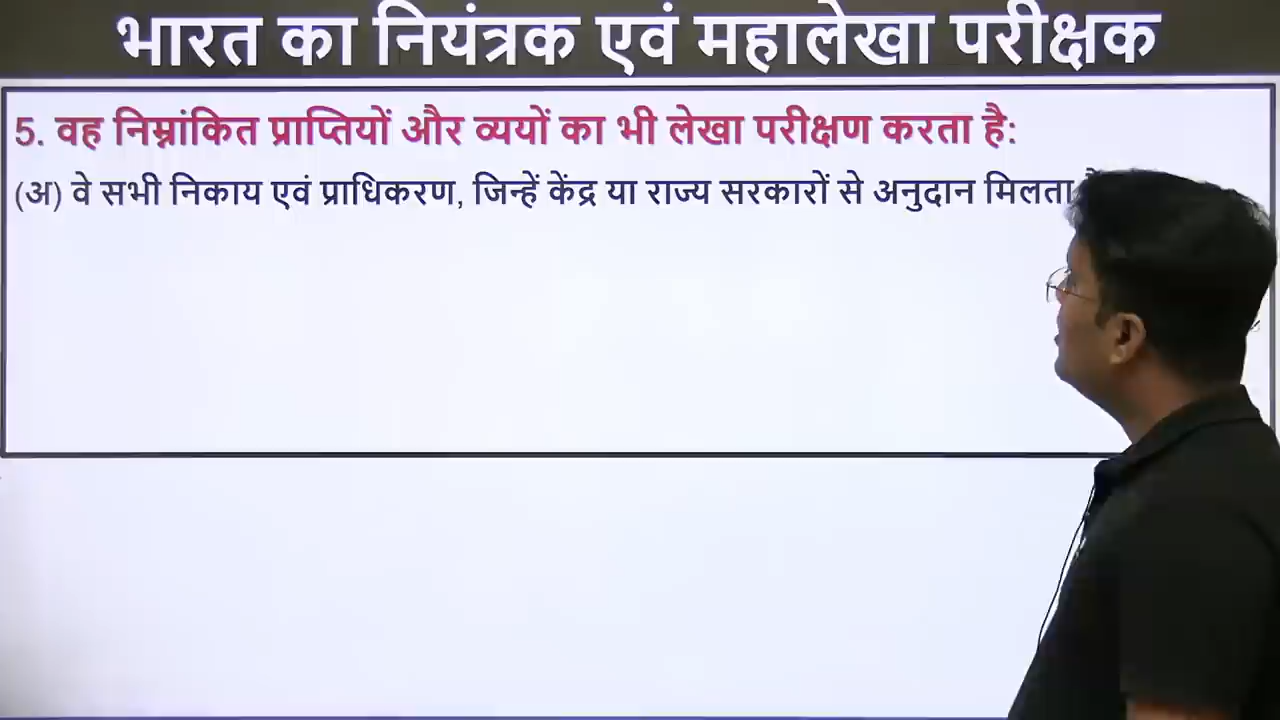 भारत का नियंत्रक एवं महालेखा परीक्षक
5. वह निम्नांकित प्राप्तियों और व्ययों का भी लेखा परीक्षण करता है:
(अ) वे सभी निकाय एवं प्राधिकरण, जिन्हें केंद्र या राज्य सरकारों से अनुदान मिलता